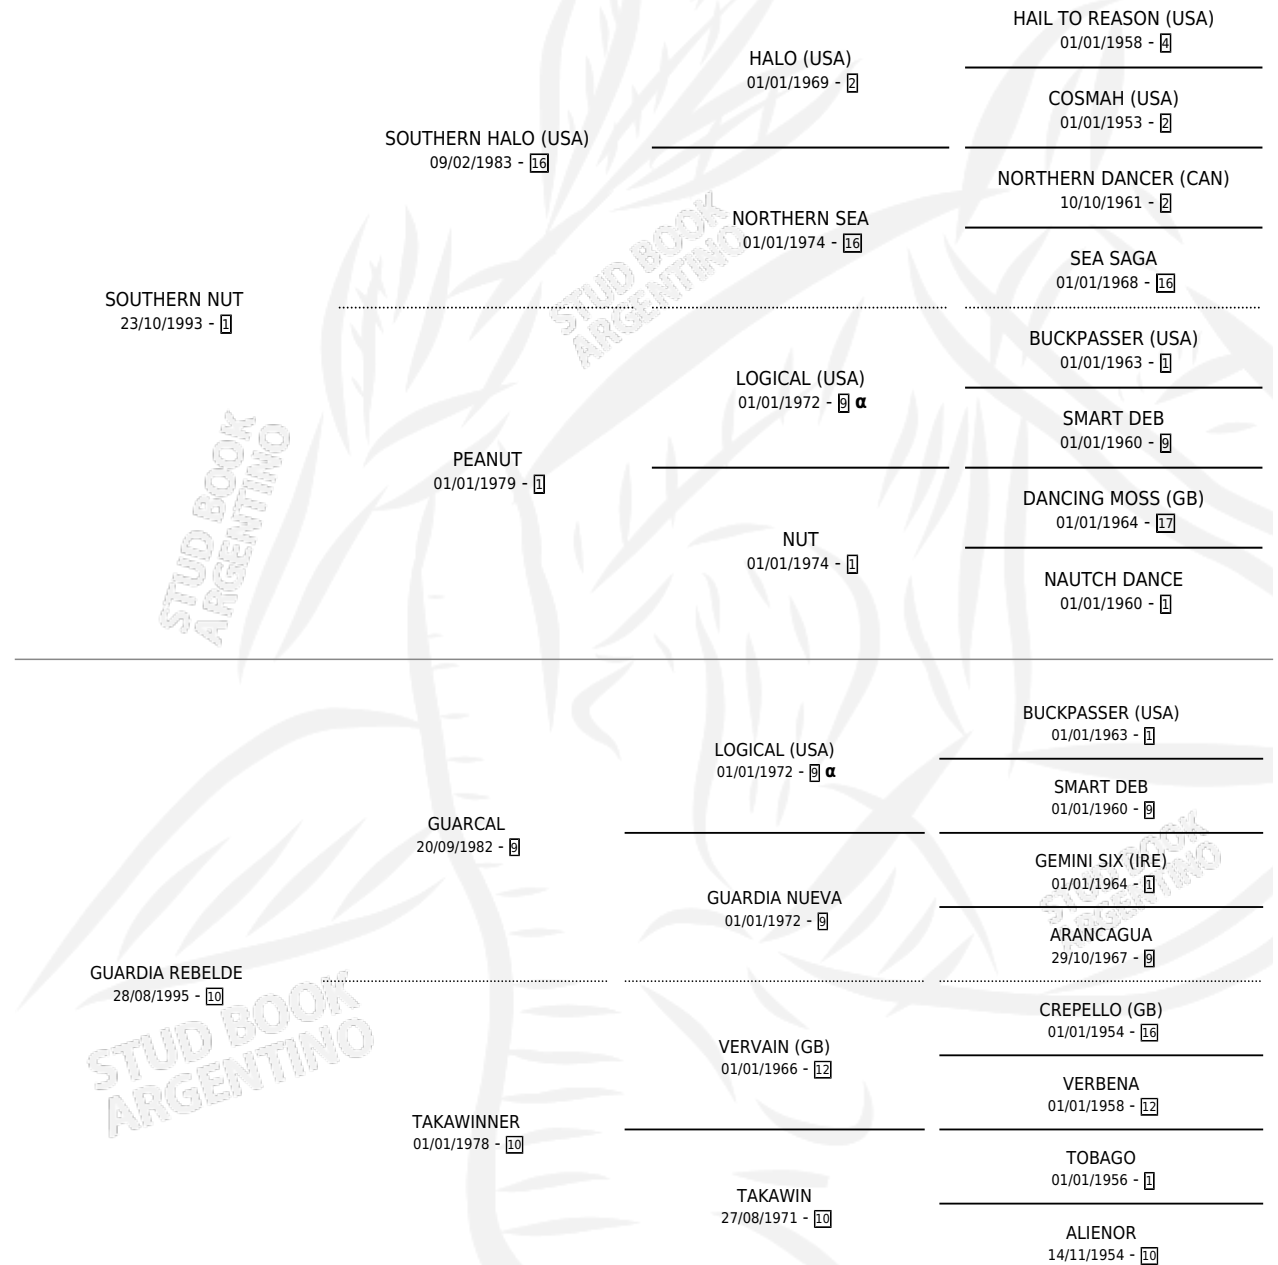 HAIL TO REASON (USA)
01/01/1958 - 4
HALO (USA)
01/01/1969 - 2
COSMAH (USA)
01/01/1953 - 2
SOUTHERN HALO (USA)
09/02/1983 - 16
NORTHERN DANCER (CAN)
10/10/1961 - 2
NORTHERN SEA
01/01/1974 - 16
SEA SAGA
01/01/1968 - 16
SOUTHERN NUT
23/10/1993 - 1
BUCKPASSER (USA)
01/01/1963 - 1
LOGICAL (USA)
01/01/1972 - 9 α
SMART DEB
01/01/1960 - 9
PEANUT
01/01/1979 - 1
DANCING MOSS (GB)
01/01/1964 - 17
NUT
01/01/1974 - 1
NAUTCH DANCE
01/01/1960 - 1
BUCKPASSER (USA)
01/01/1963 - 1
LOGICAL (USA)
01/01/1972 - 9 α
SMART DEB
01/01/1960 - 9
GUARCAL
20/09/1982 - 9
GEMINI SIX (IRE)
01/01/1964 - 1
GUARDIA NUEVA
01/01/1972 - 9
ARANCAGUA
29/10/1967 - 9
GUARDIA REBELDE
28/08/1995 - 10
CREPELLO (GB)
01/01/1954 - 16
VERVAIN (GB)
01/01/1966 - 12
VERBENA
01/01/1958 - 12
TAKAWINNER
01/01/1978 - 10
TOBAGO
01/01/1956 - 1
TAKAWIN
27/08/1971 - 10
ALIENOR
14/11/1954 - 10
STUD BOOK
ARGENTINO
STUD BOOK
ARGENTINO
STUD BOOK
ARGENTINO
STUD BOOK
ARGENTINO